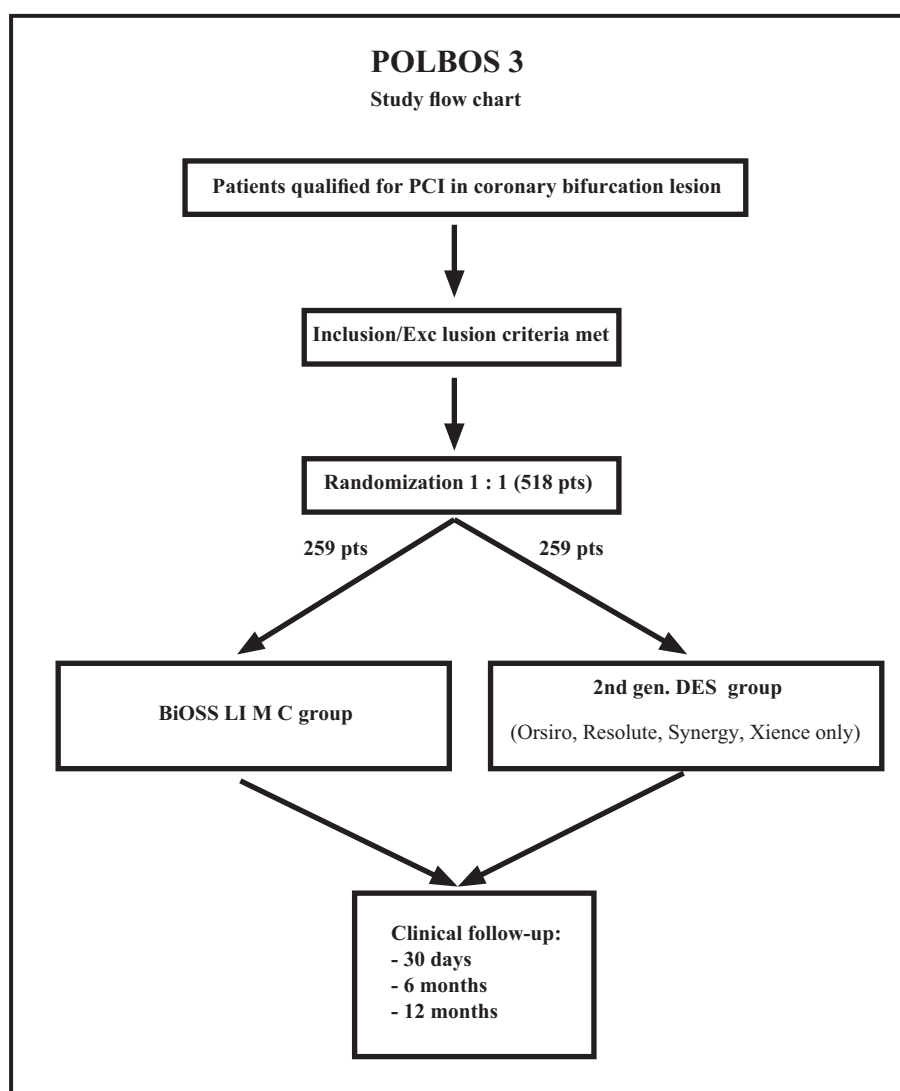 POLBOS 3
Study flow chart
Patients qualified for PCI in coronary bifurcation lesion
Inclusion/Exc lusion criteria met
Randomization 1 : 1 (518 pts)
259 pts
259 pts
BiOSS LI M C group
2nd gen. DES group
(Orsiro, Resolute, Synergy, Xience only)
Clinical follow-up:
- 30 days
- 6 months
- 12 months